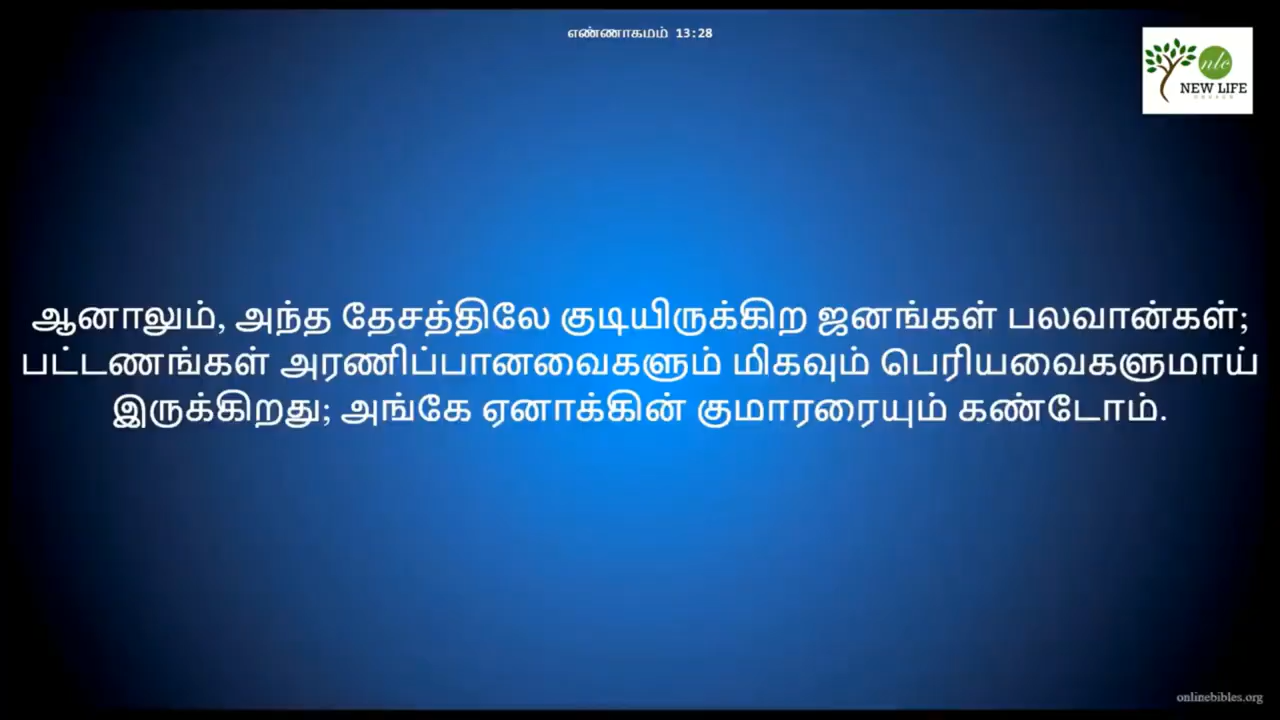 எண்ணாகமம் 13:28
nlc
NEW LIFE
ஆனாலும், அந்த தேசத்திலே குடியிருக்கிற ஜனங்கள் பலவான்கள்;
பட்டணங்கள் அரணிப்பானவைகளும் மிகவும் பெரியவைகளுமாய்
இருக்கிறது; அங்கே ஏனாக்கின் குமாரரையும் கண்டோம்.
onlinebibles.org